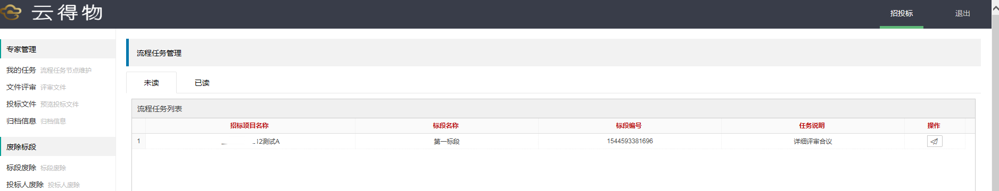 云得物
招投标 退出
专家管理
我的任务 流程任务节点维护
文件评审 评审文件
投标文件 预览投标文件
归档信息 归档信息
废除标段
标段废除 标段废除
投标人废除 投标人废除
流程任务管理
未读 已读
流程任务列表
招标项目名称 标段名称 标段编号 任务说明 操作
1 12测试A 第一标段 1544593381696 详细评审合议